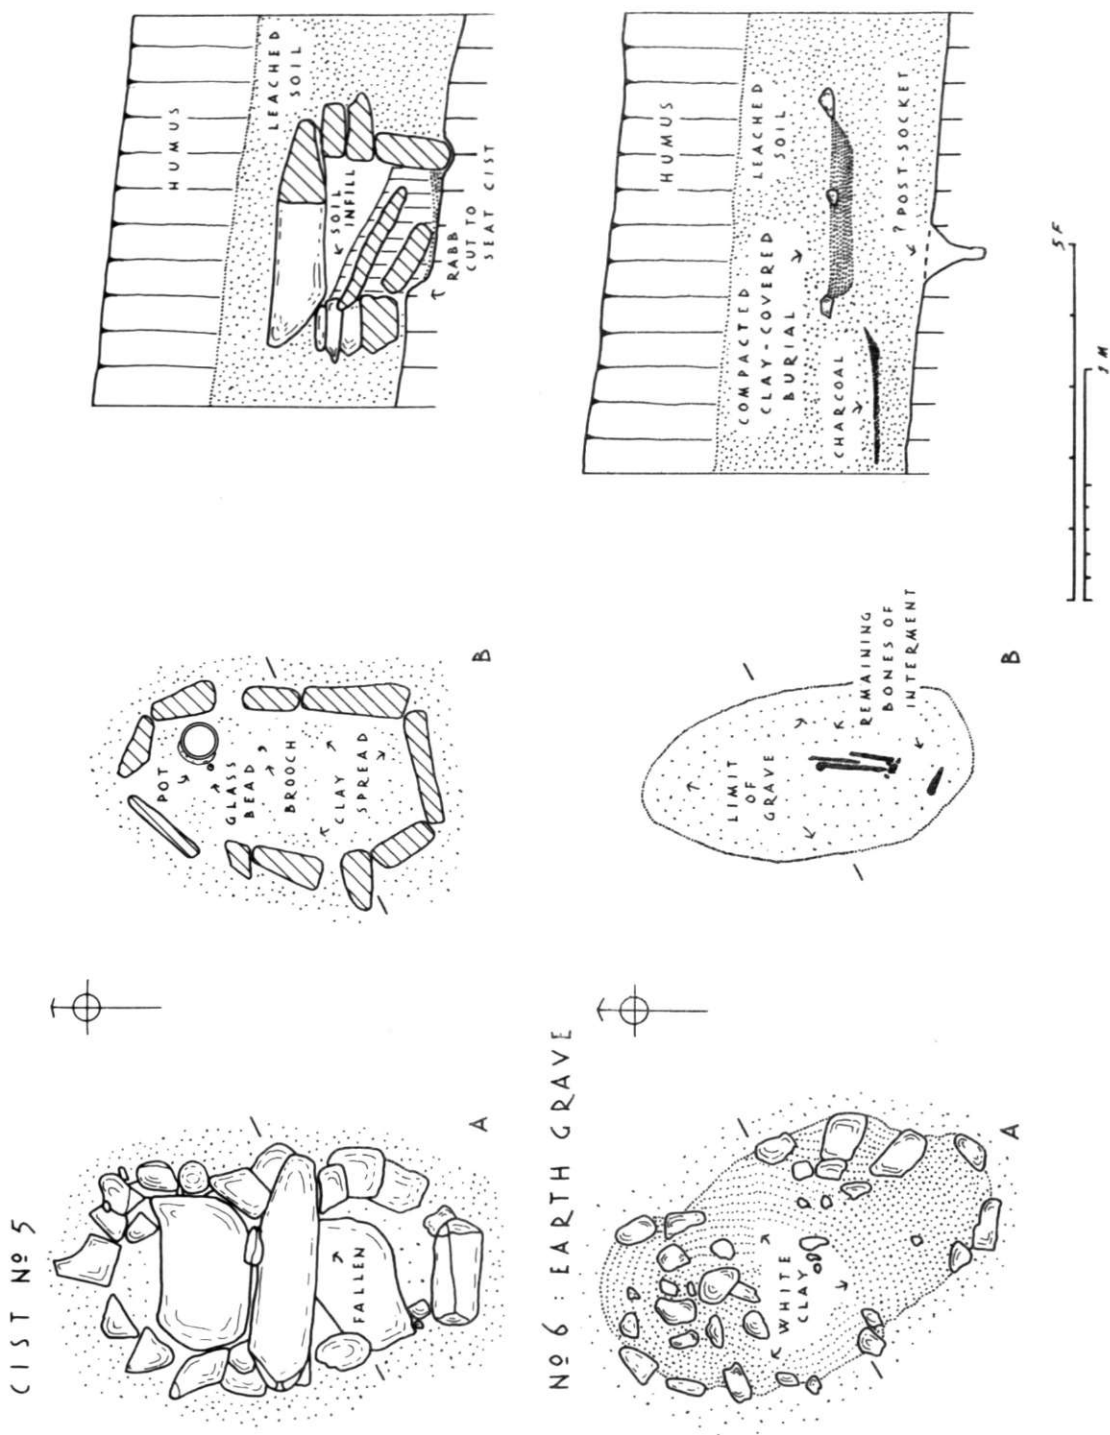 CIST Nº 5
FALLEN
A
POT
GLASS
BEAD
BROOCH
CLAY
SPREAD
B
HUMUS
LEACHED
SOIL
SOIL
INFILL
RABB
CUT TO
SEAT CIST
Nº 6 : EARTH GRAVE
WHITE
CLAY
A
LIMIT
OF
GRAVE
REMAINING
BONES OF
INTERMENT
B
HUMUS
LEACHED
SOIL
COMPACTED
CLAY-COVERED
BURIAL
CHARCOAL
? POST-SOCKET
5 F
1 M